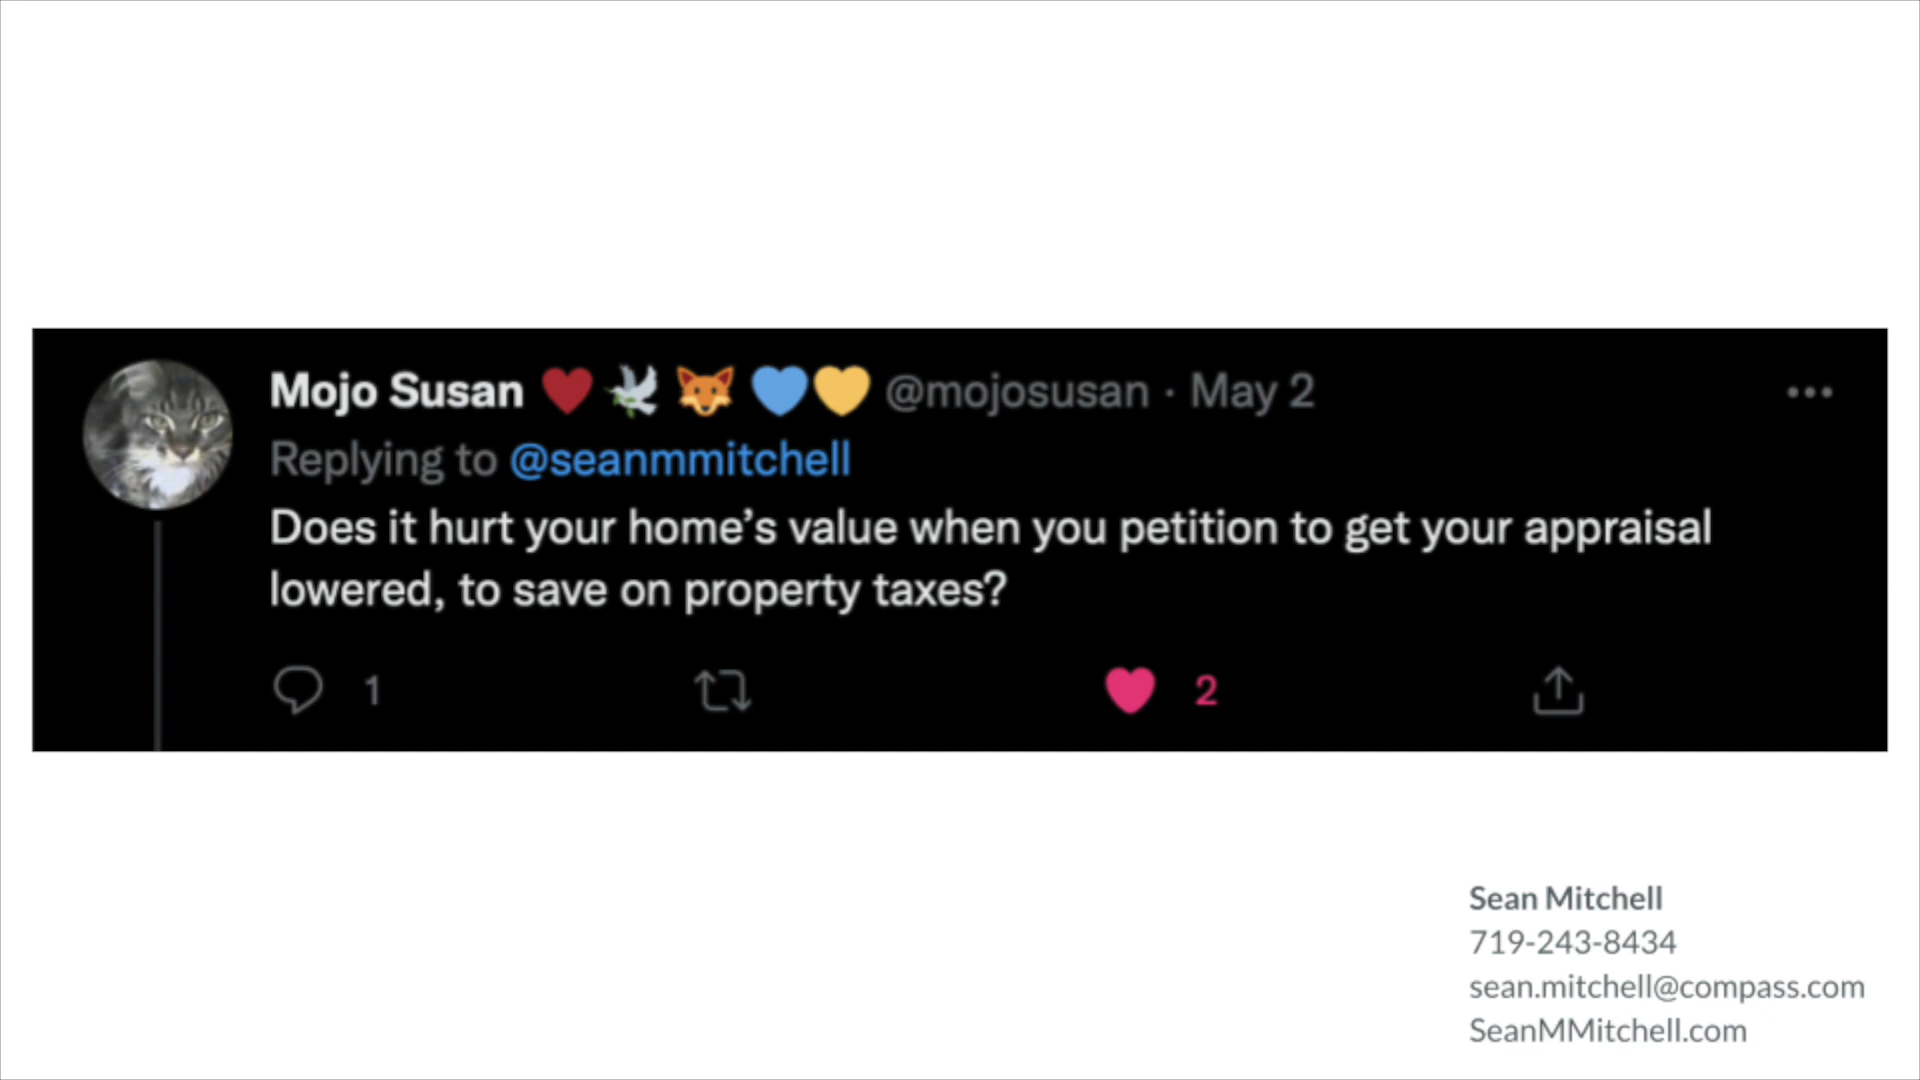 Mojo Susan ❤️ 🕊️ 🦊 💙💛 @mojosusan · May 2
Replying to @seanmmitchell
Does it hurt your home’s value when you petition to get your appraisal
lowered, to save on property taxes?
1 2
Sean Mitchell
719-243-8434
sean.mitchell@compass.com
SeanMMitchell.com